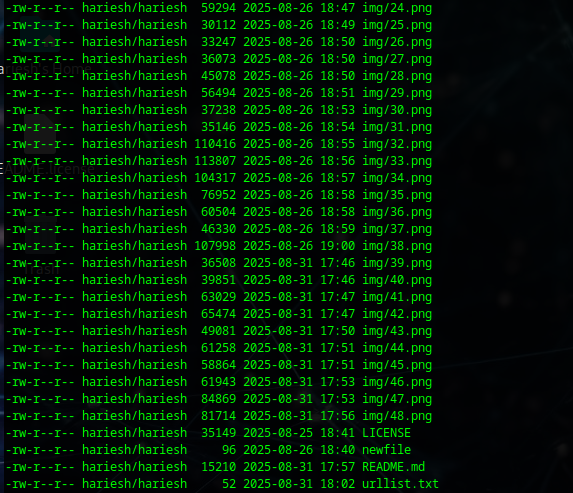 -rw-r--r-- hariesh/hariesh  59294 2025-08-26 18:47 img/24.png
-rw-r--r-- hariesh/hariesh  30112 2025-08-26 18:49 img/25.png
-rw-r--r-- hariesh/hariesh  33247 2025-08-26 18:50 img/26.png
-rw-r--r-- hariesh/hariesh  36073 2025-08-26 18:50 img/27.png
-rw-r--r-- hariesh/hariesh  45078 2025-08-26 18:50 img/28.png
-rw-r--r-- hariesh/hariesh  56494 2025-08-26 18:51 img/29.png
-rw-r--r-- hariesh/hariesh  37238 2025-08-26 18:53 img/30.png
-rw-r--r-- hariesh/hariesh  35146 2025-08-26 18:54 img/31.png
-rw-r--r-- hariesh/hariesh 110416 2025-08-26 18:55 img/32.png
-rw-r--r-- hariesh/hariesh 113807 2025-08-26 18:56 img/33.png
-rw-r--r-- hariesh/hariesh 104317 2025-08-26 18:57 img/34.png
-rw-r--r-- hariesh/hariesh  76952 2025-08-26 18:58 img/35.png
-rw-r--r-- hariesh/hariesh  60504 2025-08-26 18:58 img/36.png
-rw-r--r-- hariesh/hariesh  46330 2025-08-26 18:59 img/37.png
-rw-r--r-- hariesh/hariesh 107998 2025-08-26 19:00 img/38.png
-rw-r--r-- hariesh/hariesh  36508 2025-08-31 17:46 img/39.png
-rw-r--r-- hariesh/hariesh  39851 2025-08-31 17:46 img/40.png
-rw-r--r-- hariesh/hariesh  63029 2025-08-31 17:47 img/41.png
-rw-r--r-- hariesh/hariesh  65474 2025-08-31 17:47 img/42.png
-rw-r--r-- hariesh/hariesh  49081 2025-08-31 17:50 img/43.png
-rw-r--r-- hariesh/hariesh  61258 2025-08-31 17:51 img/44.png
-rw-r--r-- hariesh/hariesh  58864 2025-08-31 17:51 img/45.png
-rw-r--r-- hariesh/hariesh  61943 2025-08-31 17:53 img/46.png
-rw-r--r-- hariesh/hariesh  84869 2025-08-31 17:53 img/47.png
-rw-r--r-- hariesh/hariesh  81714 2025-08-31 17:56 img/48.png
-rw-r--r-- hariesh/hariesh  35149 2025-08-25 18:41 LICENSE
-rw-r--r-- hariesh/hariesh     96 2025-08-26 18:40 newfile
-rw-r--r-- hariesh/hariesh  15210 2025-08-31 17:57 README.md
-rw-r--r-- hariesh/hariesh     52 2025-08-31 18:02 urllist.txt